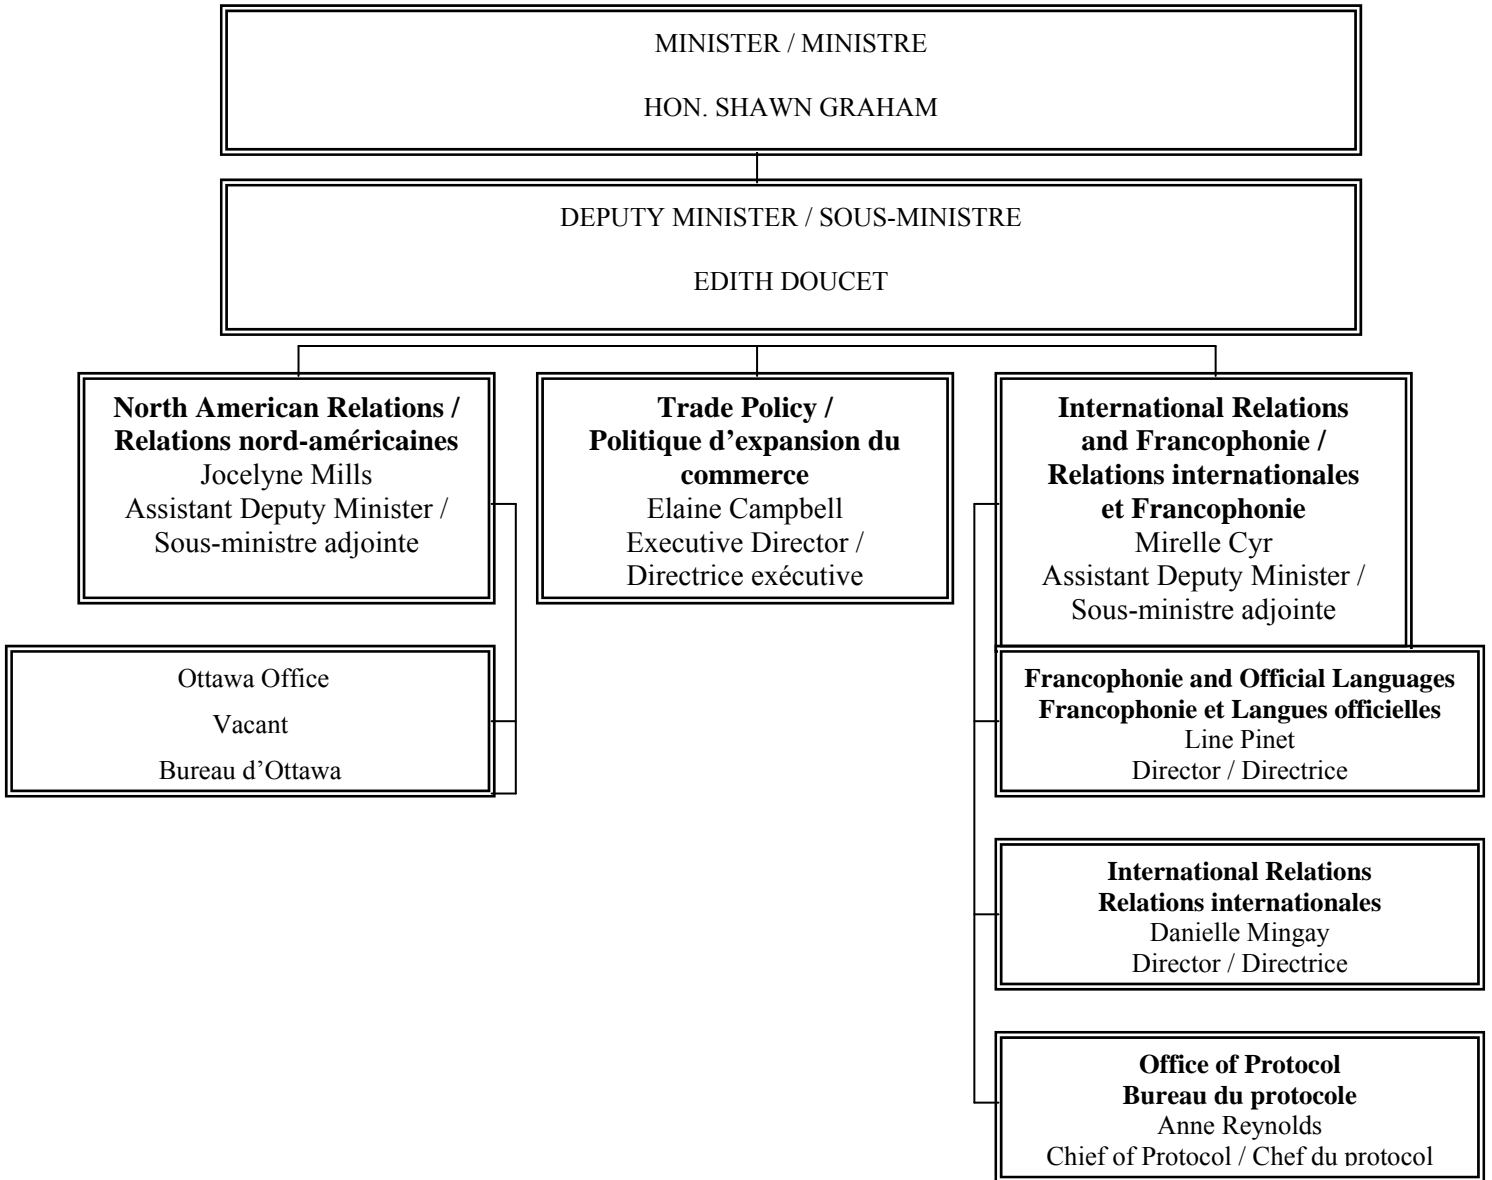 MINISTER / MINISTRE
HON. SHAWN GRAHAM
DEPUTY MINISTER / SOUS-MINISTRE
EDITH DOUCET
North American Relations /
Relations nord-américaines
Jocelyne Mills
Assistant Deputy Minister /
Sous-ministre adjointe
Trade Policy /
Politique d’expansion du
commerce
Elaine Campbell
Executive Director /
Directrice exécutive
International Relations
and Francophonie /
Relations internationales
et Francophonie
Mirelle Cyr
Assistant Deputy Minister /
Sous-ministre adjointe
Ottawa Office
Vacant
Bureau d’Ottawa
Francophonie and Official Languages
Francophonie et Langues officielles
Line Pinet
Director / Directrice
International Relations
Relations internationales
Danielle Mingay
Director / Directrice
Office of Protocol
Bureau du protocole
Anne Reynolds
Chief of Protocol / Chef du protocol